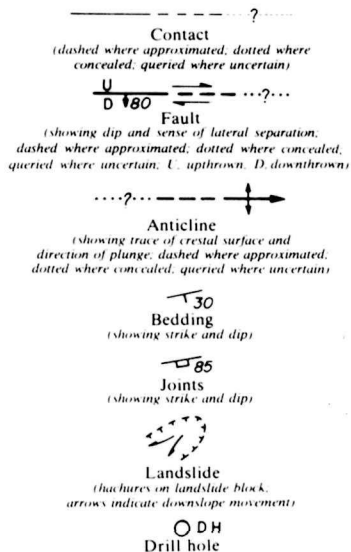 ?
Contact
(dashed where approximated; dotted where
concealed; queried where uncertain)
U
D 80 ?
Fault
(showing dip and sense of lateral separation;
dashed where approximated; dotted where concealed,
queried where uncertain; U, upthrown, D, downthrown)
?
Anticline
(showing trace of crestal surface and
direction of plunge; dashed where approximated;
dotted where concealed, queried where uncertain)
30
Bedding
(showing strike and dip)
85
Joints
(showing strike and dip)
Landslide
(hachures on landslide block,
arrows indicate downslope movement)
DH
Drill hole